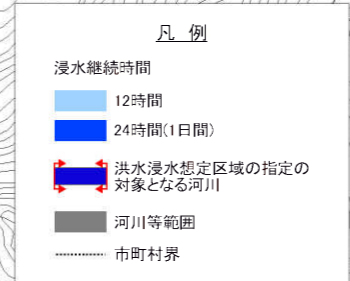 凡 例
浸水継続時間
12時間
24時間(1日間)
洪水浸水想定区域の指定の
対象となる河川
河川等範囲
市町村界